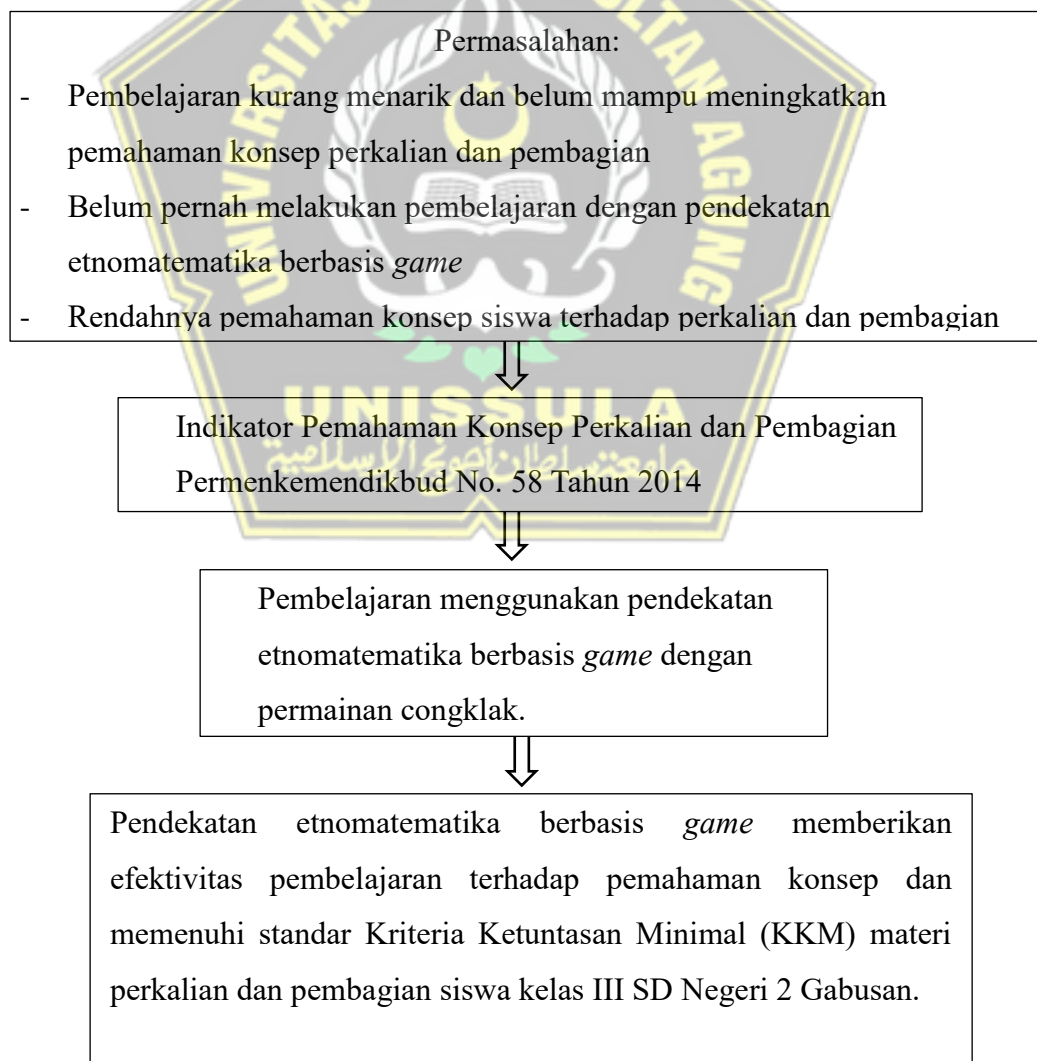 Permasalahan:
- Pembelajaran kurang menarik dan belum mampu meningkatkan
pemahaman konsep perkalian dan pembagian
- Belum pernah melakukan pembelajaran dengan pendekatan
etnomatematika berbasis game
- Rendahnya pemahaman konsep siswa terhadap perkalian dan pembagian
UNISSULA
جامعتسلطان أجونج الإسلامية
Indikator Pemahaman Konsep Perkalian dan Pembagian
Permenkemendikbud No. 58 Tahun 2014
Pembelajaran menggunakan pendekatan
etnomatematika berbasis game dengan
permainan congklak.
Pendekatan etnomatematika berbasis game memberikan
efektivitas pembelajaran terhadap pemahaman konsep dan
memenuhi standar Kriteria Ketuntasan Minimal (KKM) materi
perkalian dan pembagian siswa kelas III SD Negeri 2 Gabusan.